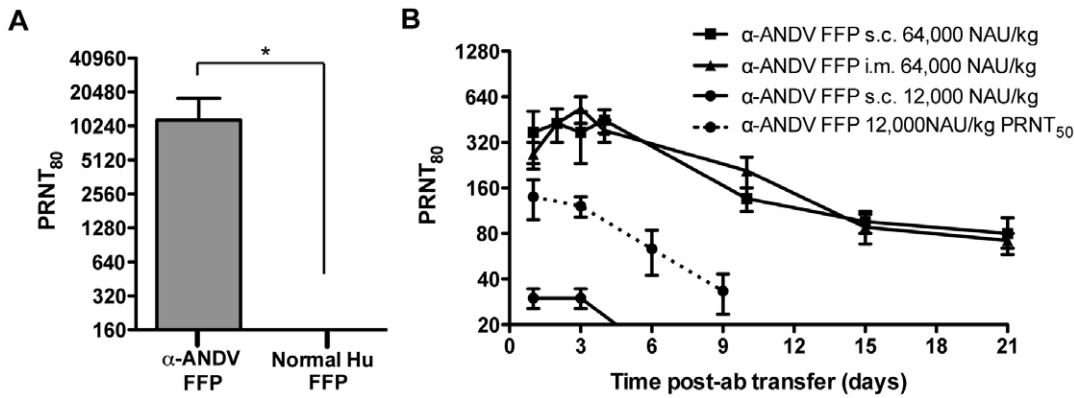 A
*
PRNT80
40960
20480
10240
5120
2560
1280
640
320
160
α-ANDV
FFP
Normal Hu
FFP
B
α-ANDV FFP s.c. 64,000 NAU/kg
α-ANDV FFP i.m. 64,000 NAU/kg
α-ANDV FFP s.c. 12,000 NAU/kg
α-ANDV FFP 12,000NAU/kg PRNT50
PRNT80
1280
640
320
160
80
40
20
0 3 6 9 12 15 18 21
Time post-ab transfer (days)